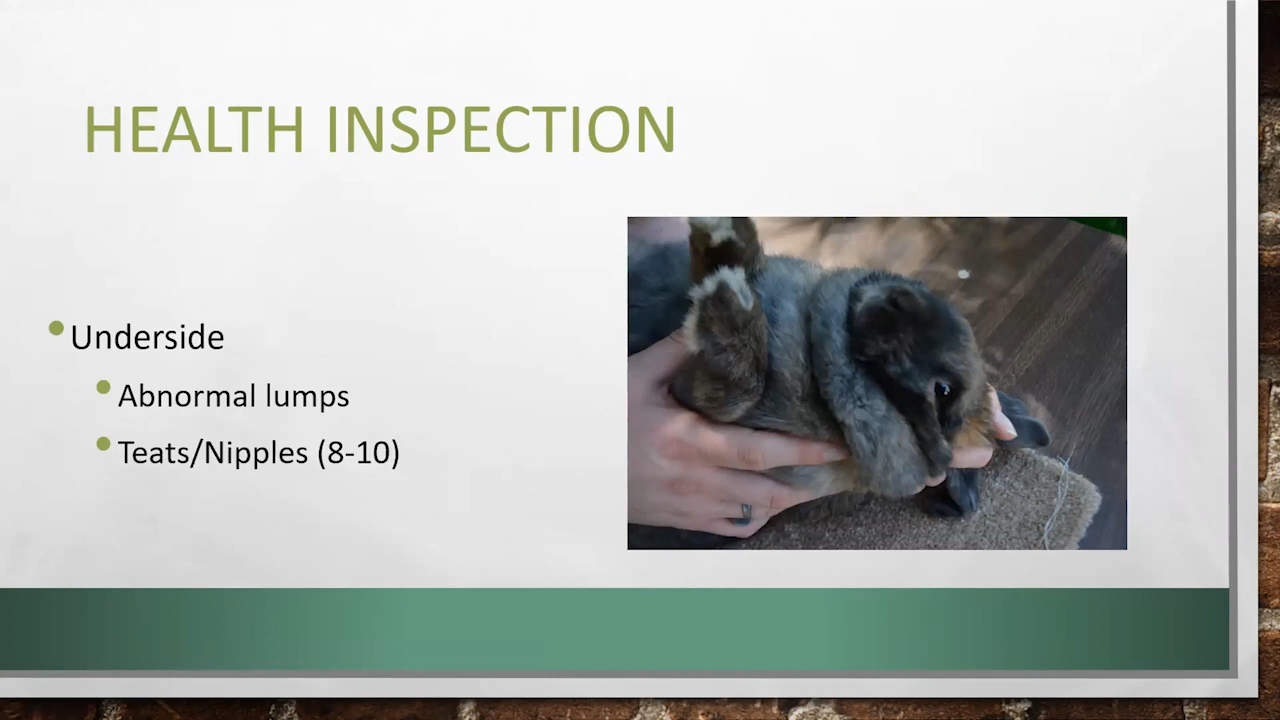 HEALTH INSPECTION
Underside
Abnormal lumps
Teats/Nipples (8-10)